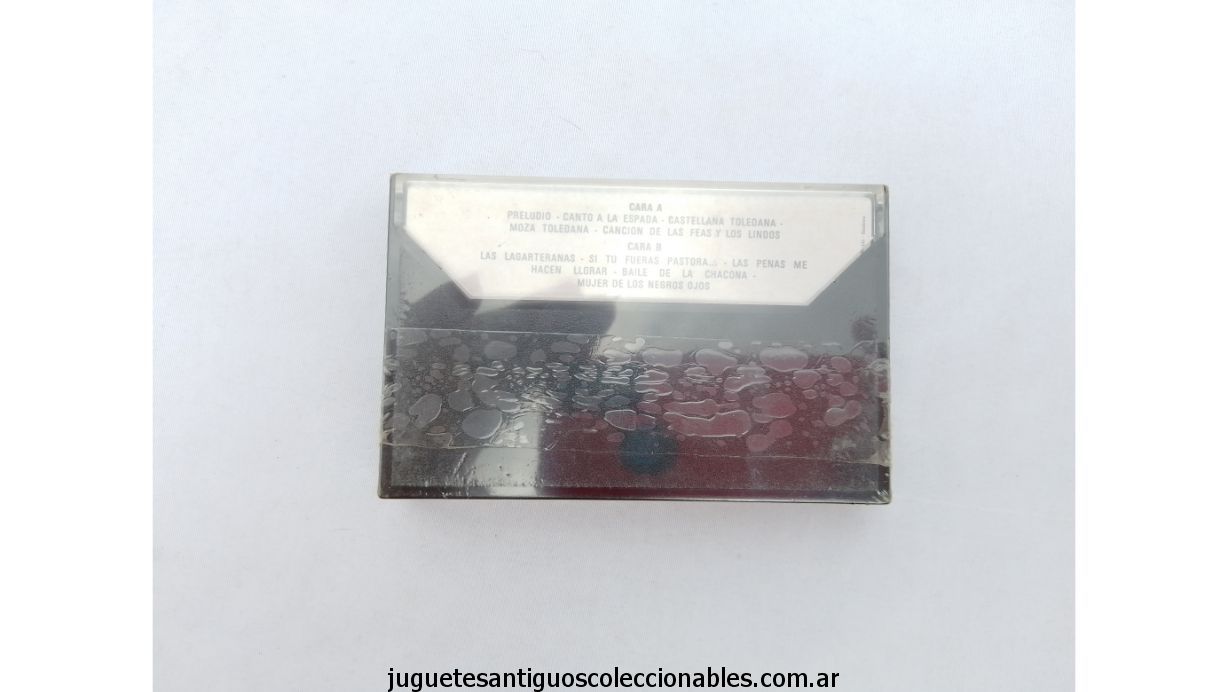 CARA A
PRELUDIO - CANTO A LA ESPADA - CASTELLANA TOLEDANA -
MOZA TOLEDANA - CANCION DE LAS FEAS Y LOS LINDOS
CARA B
LAS LAGARTERANAS - SI TU FUERAS PASTORA... - LAS PENAS ME
HACEN LLORAR - BAILE DE LA CHACONA -
MUJER DE LOS NEGROS OJOS
juguetesantiguoscoleccionables.com.ar